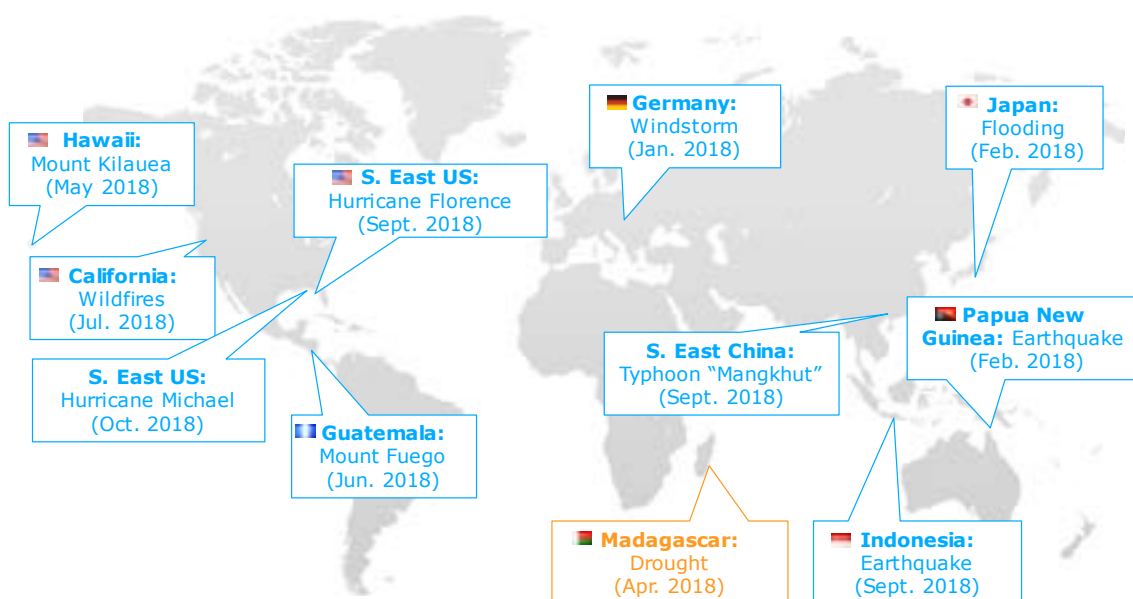 Germany:
Windstorm
(Jan. 2018)
Japan:
Flooding
(Feb. 2018)
Hawaii:
Mount Kilauea
(May 2018)
S. East US:
Hurricane Florence
(Sept. 2018)
California:
Wildfires
(Jul. 2018)
Papua New
Guinea: Earthquake
(Feb. 2018)
S. East China:
Typhoon “Mangkhut”
(Sept. 2018)
S. East US:
Hurricane Michael
(Oct. 2018)
Guatemala:
Mount Fuego
(Jun. 2018)
Madagascar:
Drought
(Apr. 2018)
Indonesia:
Earthquake
(Sept. 2018)